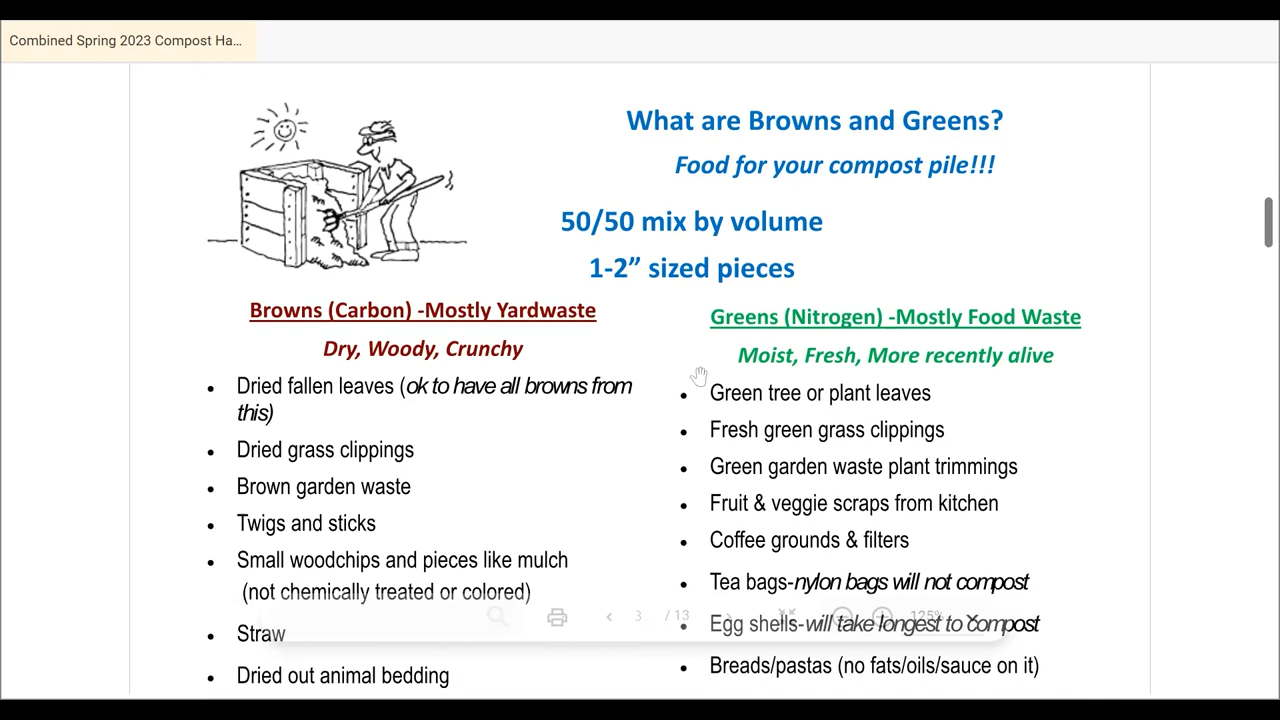 Combined Spring 2023 Compost Ha...
What are Browns and Greens?
Food for your compost pile!!!
50/50 mix by volume
1-2” sized pieces
Browns (Carbon) -Mostly Yardwaste
Dry, Woody, Crunchy
• Dried fallen leaves (ok to have all browns from
this)
• Dried grass clippings
• Brown garden waste
• Twigs and sticks
• Small woodchips and pieces like mulch
(not chemically treated or colored)
• Straw
• Dried out animal bedding
Greens (Nitrogen) -Mostly Food Waste
Moist, Fresh, More recently alive
• Green tree or plant leaves
• Fresh green grass clippings
• Green garden waste plant trimmings
• Fruit & veggie scraps from kitchen
• Coffee grounds & filters
• Tea bags-nylon bags will not compost
• Egg shells-will take longest to compost
• Breads/pastas (no fats/oils/sauce on it)
3 / 13
125%